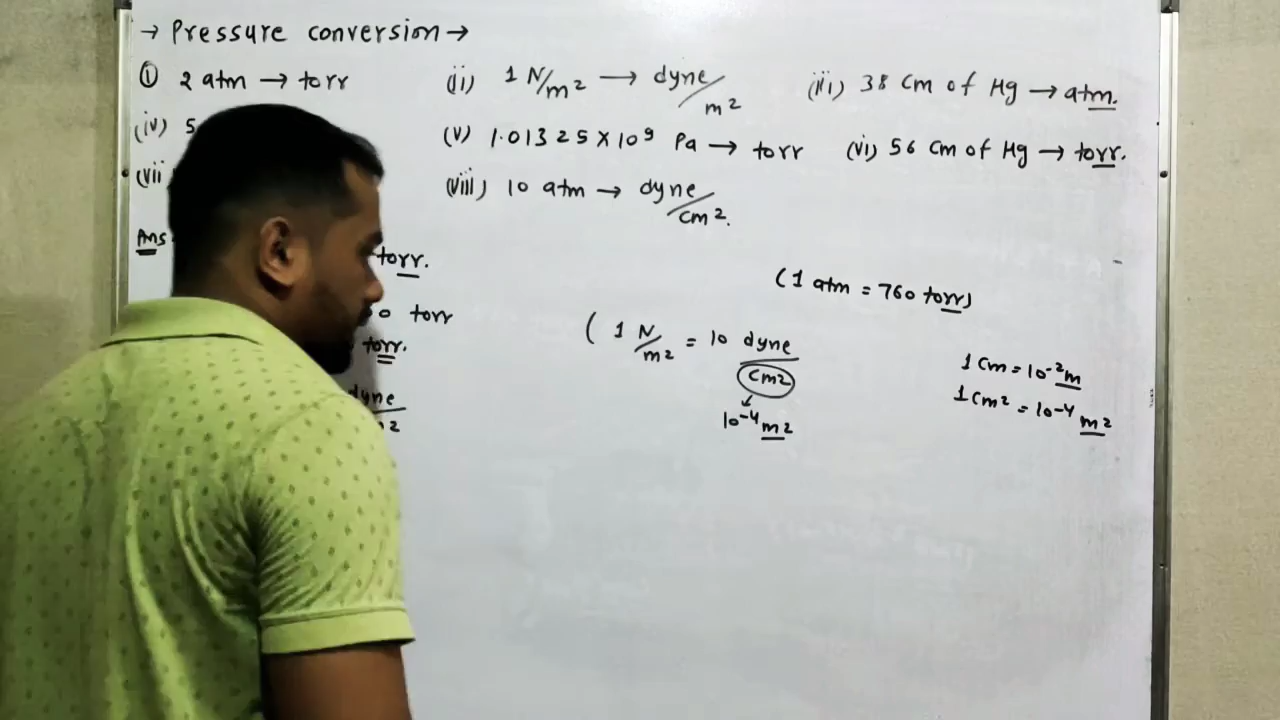 → Pressure conversion →
① 2 atm → torr (ii) 1 N/m² → dyne/m² (iii) 38 Cm of Hg → atm.
(iv) 5 (v) 1.01325 × 10⁹ Pa → torr (vi) 56 Cm of Hg → torr.
(vii (viii) 10 atm → dyne/cm².
Ans
torr.
(1 atm = 760 torr)
0 torr
( 1 N/m² = 10 dyne/cm²
torr.
1 Cm = 10⁻² m
1 Cm² = 10⁻⁴ m²
dyne
2
10⁻⁴ m²